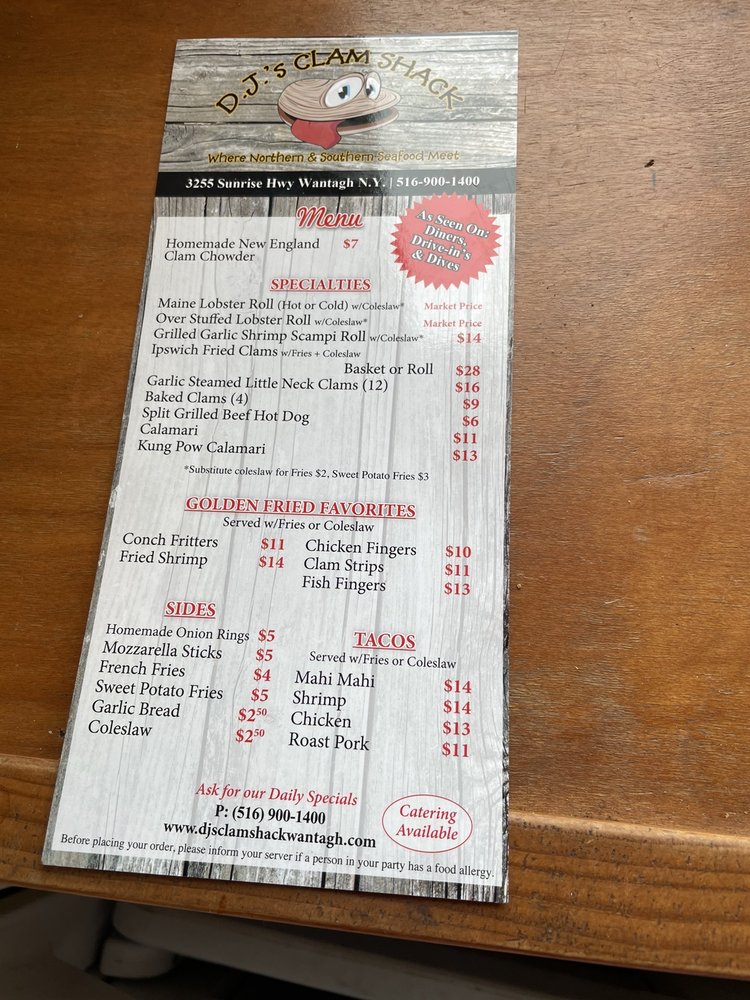 D.J.'s CLAM SHACK
Where Northern & Southern Seafood Meet
3255 Sunrise Hwy Wantagh N.Y. | 516-900-1400
Menu
As Seen On:
Diners,
Drive-in's
& Dives
Homemade New England $7
Clam Chowder
SPECIALTIES
Maine Lobster Roll (Hot or Cold) w/Coleslaw* Market Price
Over Stuffed Lobster Roll w/Coleslaw* Market Price
Grilled Garlic Shrimp Scampi Roll w/Coleslaw* $14
Ipswich Fried Clams w/Fries + Coleslaw
Basket or Roll $28
Garlic Steamed Little Neck Clams (12) $16
Baked Clams (4) $9
Split Grilled Beef Hot Dog $6
Calamari $11
Kung Pow Calamari $13
*Substitute coleslaw for Fries $2, Sweet Potato Fries $3
GOLDEN FRIED FAVORITES
Served w/Fries or Coleslaw
Conch Fritters $11
Fried Shrimp $14
Chicken Fingers $10
Clam Strips $11
Fish Fingers $13
SIDES
Homemade Onion Rings $5
Mozzarella Sticks $5
French Fries $4
Sweet Potato Fries $5
Garlic Bread $2⁵⁰
Coleslaw $2⁵⁰
TACOS
Served w/Fries or Coleslaw
Mahi Mahi $14
Shrimp $14
Chicken $13
Roast Pork $11
Ask for our Daily Specials
P: (516) 900-1400
www.djsclamshackwantagh.com
Catering
Available
Before placing your order, please inform your server if a person in your party has a food allergy.